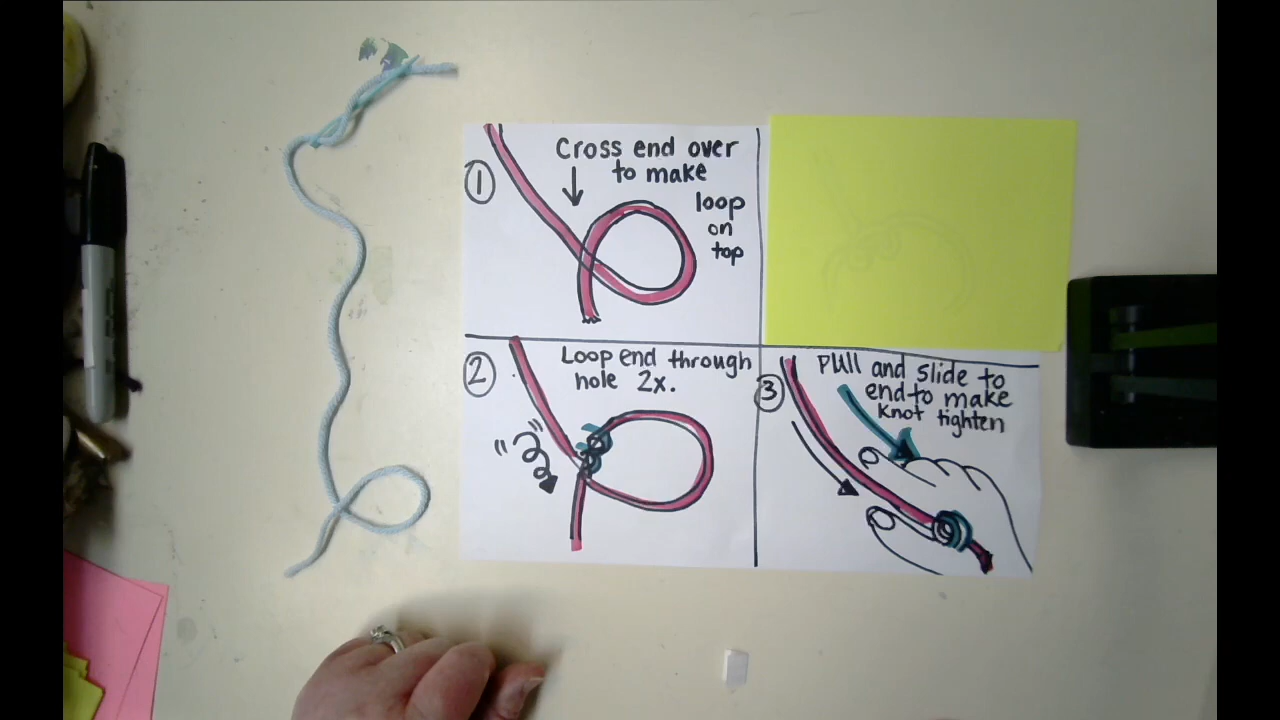 1
Cross end over
to make
loop
on
top
2
Loop end through
hole 2x.
3
Pull and slide to
end to make
knot tighten